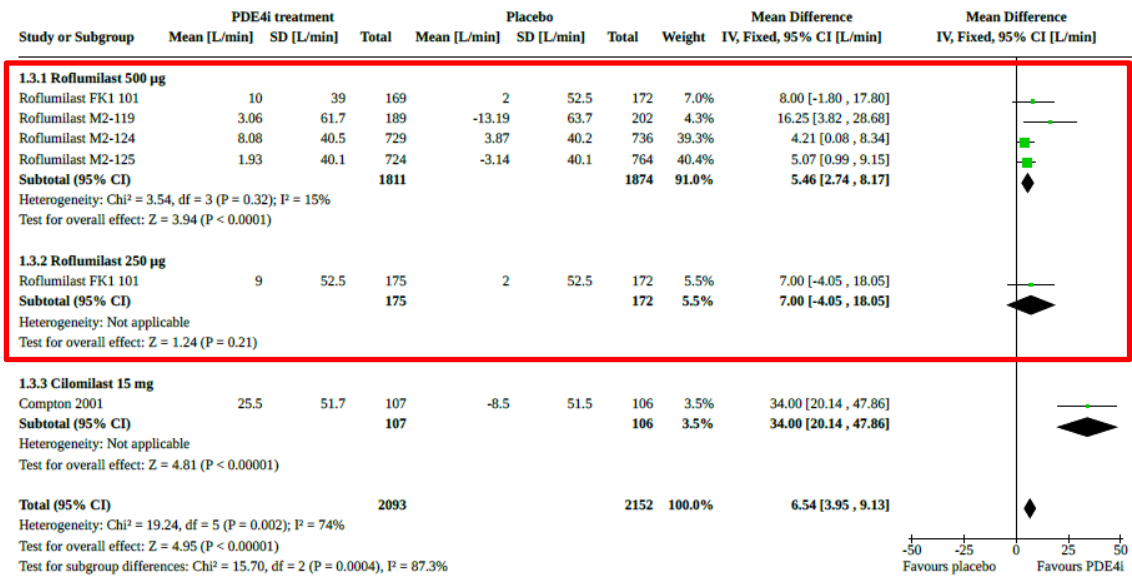 PDE4i treatment Placebo Mean Difference Mean Difference
Study or Subgroup Mean [L/min] SD [L/min] Total Mean [L/min] SD [L/min] Total Weight IV, Fixed, 95% CI [L/min] IV, Fixed, 95% CI [L/min]
1.3.1 Roflumilast 500 µg
Roflumilast FK1 101 10 39 169 2 52.5 172 7.0% 8.00 [-1.80 , 17.80]
Roflumilast M2-119 3.06 61.7 189 -13.19 63.7 202 4.3% 16.25 [3.82 , 28.68]
Roflumilast M2-124 8.08 40.5 729 3.87 40.2 736 39.3% 4.21 [0.08 , 8.34]
Roflumilast M2-125 1.93 40.1 724 -3.14 40.1 764 40.4% 5.07 [0.99 , 9.15]
Subtotal (95% CI) 1811 1874 91.0% 5.46 [2.74 , 8.17]
Heterogeneity: Chi² = 3.54, df = 3 (P = 0.32); I² = 15%
Test for overall effect: Z = 3.94 (P < 0.0001)
1.3.2 Roflumilast 250 µg
Roflumilast FK1 101 9 52.5 175 2 52.5 172 5.5% 7.00 [-4.05 , 18.05]
Subtotal (95% CI) 175 172 5.5% 7.00 [-4.05 , 18.05]
Heterogeneity: Not applicable
Test for overall effect: Z = 1.24 (P = 0.21)
1.3.3 Cilomilast 15 mg
Compton 2001 25.5 51.7 107 -8.5 51.5 106 3.5% 34.00 [20.14 , 47.86]
Subtotal (95% CI) 107 106 3.5% 34.00 [20.14 , 47.86]
Heterogeneity: Not applicable
Test for overall effect: Z = 4.81 (P < 0.00001)
Total (95% CI) 2093 2152 100.0% 6.54 [3.95 , 9.13]
Heterogeneity: Chi² = 19.24, df = 5 (P = 0.002); I² = 74%
Test for overall effect: Z = 4.95 (P < 0.00001)
-50 -25 0 25 50
Test for subgroup differences: Chi² = 15.70, df = 2 (P = 0.0004), I² = 87.3% Favours placebo Favours PDE4i